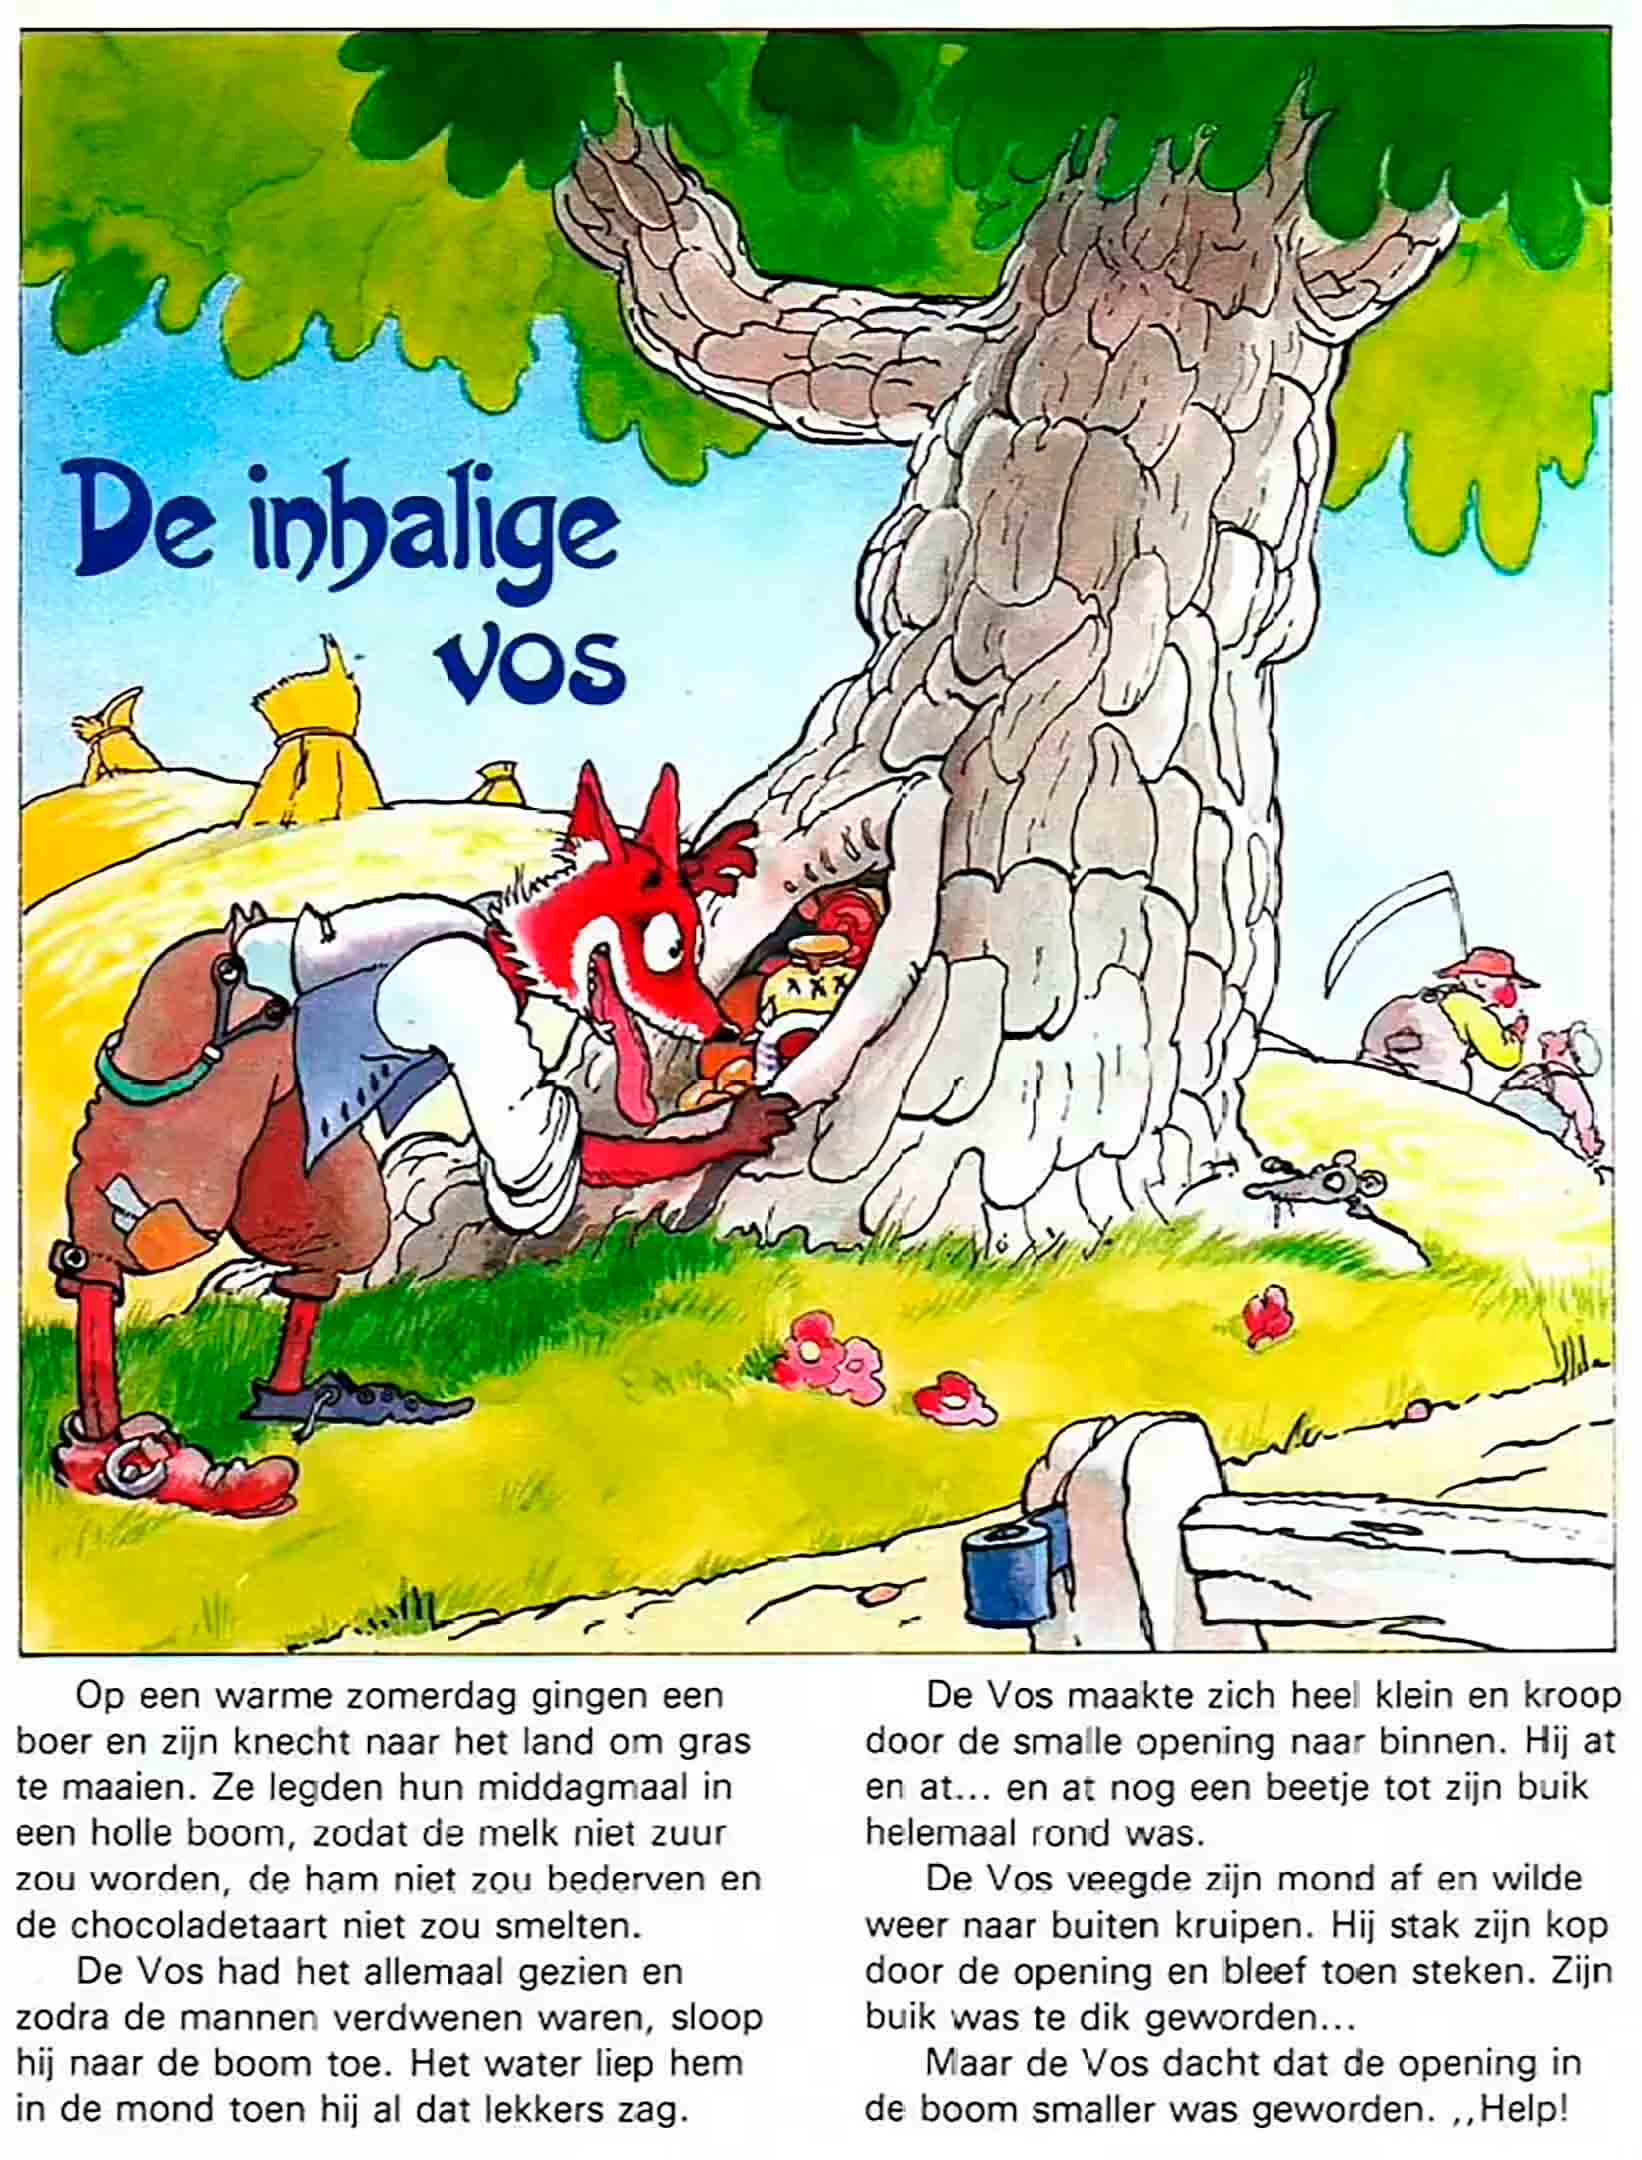 De inhalige
vos
Op een warme zomerdag gingen een
boer en zijn knecht naar het land om gras
te maaien. Ze legden hun middagmaal in
een holle boom, zodat de melk niet zuur
zou worden, de ham niet zou bederven en
de chocoladetaart niet zou smelten.
De Vos had het allemaal gezien en
zodra de mannen verdwenen waren, sloop
hij naar de boom toe. Het water liep hem
in de mond toen hij al dat lekkers zag.
De Vos maakte zich heel klein en kroop
door de smalle opening naar binnen. Hij at
en at... en at nog een beetje tot zijn buik
helemaal rond was.
De Vos veegde zijn mond af en wilde
weer naar buiten kruipen. Hij stak zijn kop
door de opening en bleef toen steken. Zijn
buik was te dik geworden...
Maar de Vos dacht dat de opening in
de boom smaller was geworden. ,,Help!